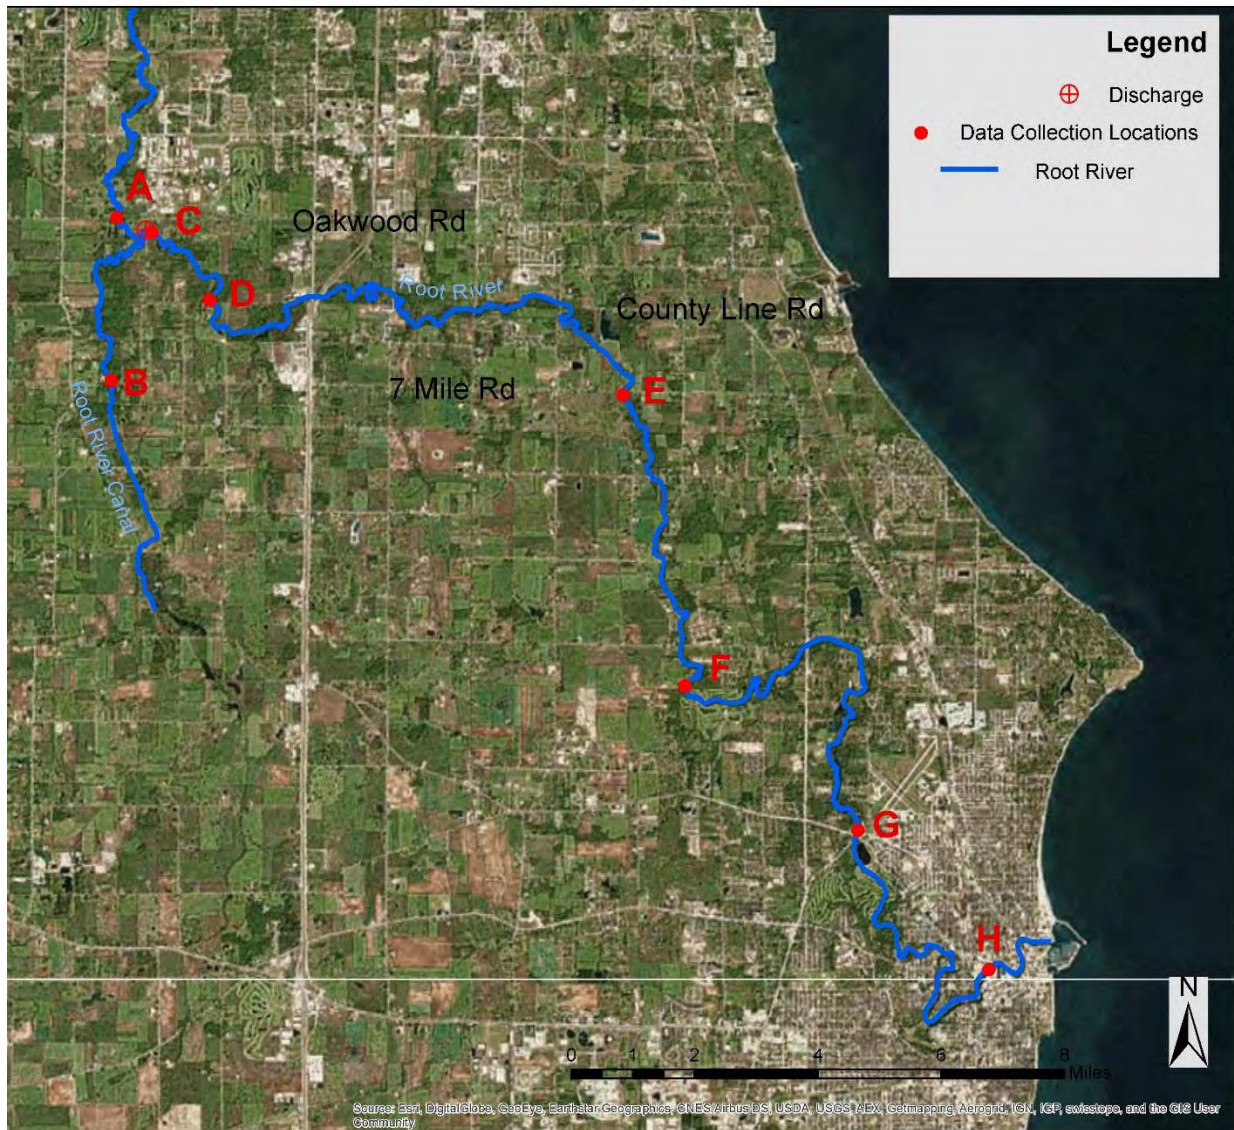 Legend
Discharge
Data Collection Locations
Root River
A
C
Oakwood Rd
D
Root River
County Line Rd
B
7 Mile Rd
E
Root River Canal
F
G
H
N
0 2 4 6 8
Miles
Source: Esri, DigitalGlobe, GeoEye, Earthstar Geographics, CNES/Airbus DS, USDA, USGS, AEX, Getmapping, Aerogrid, IGN, IGP, swisstopo, and the GIS User
Community